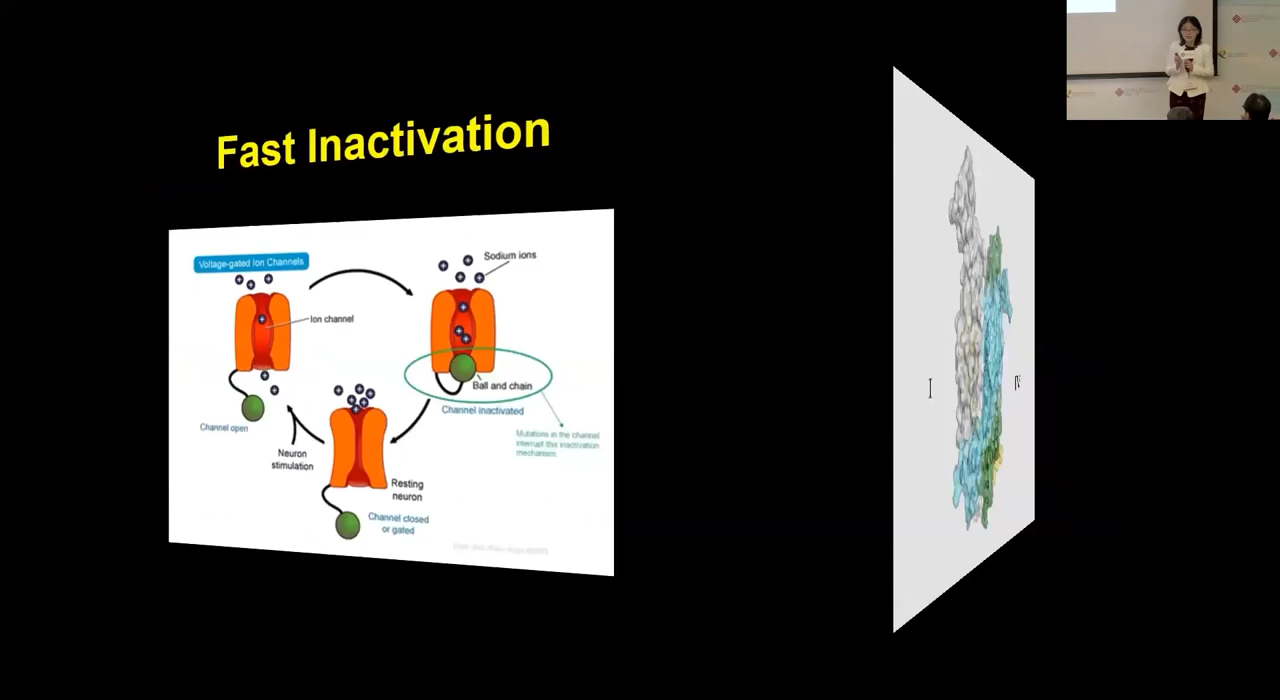 Fast Inactivation
Voltage-gated Ion Channels
Sodium ions
Ion channel
Ball and chain
Channel inactivated
Channel open
Mutations in the channel
interrupt this inactivation
mechanism.
Neuron
stimulation
Resting
neuron
Channel closed
or gated
I
IV